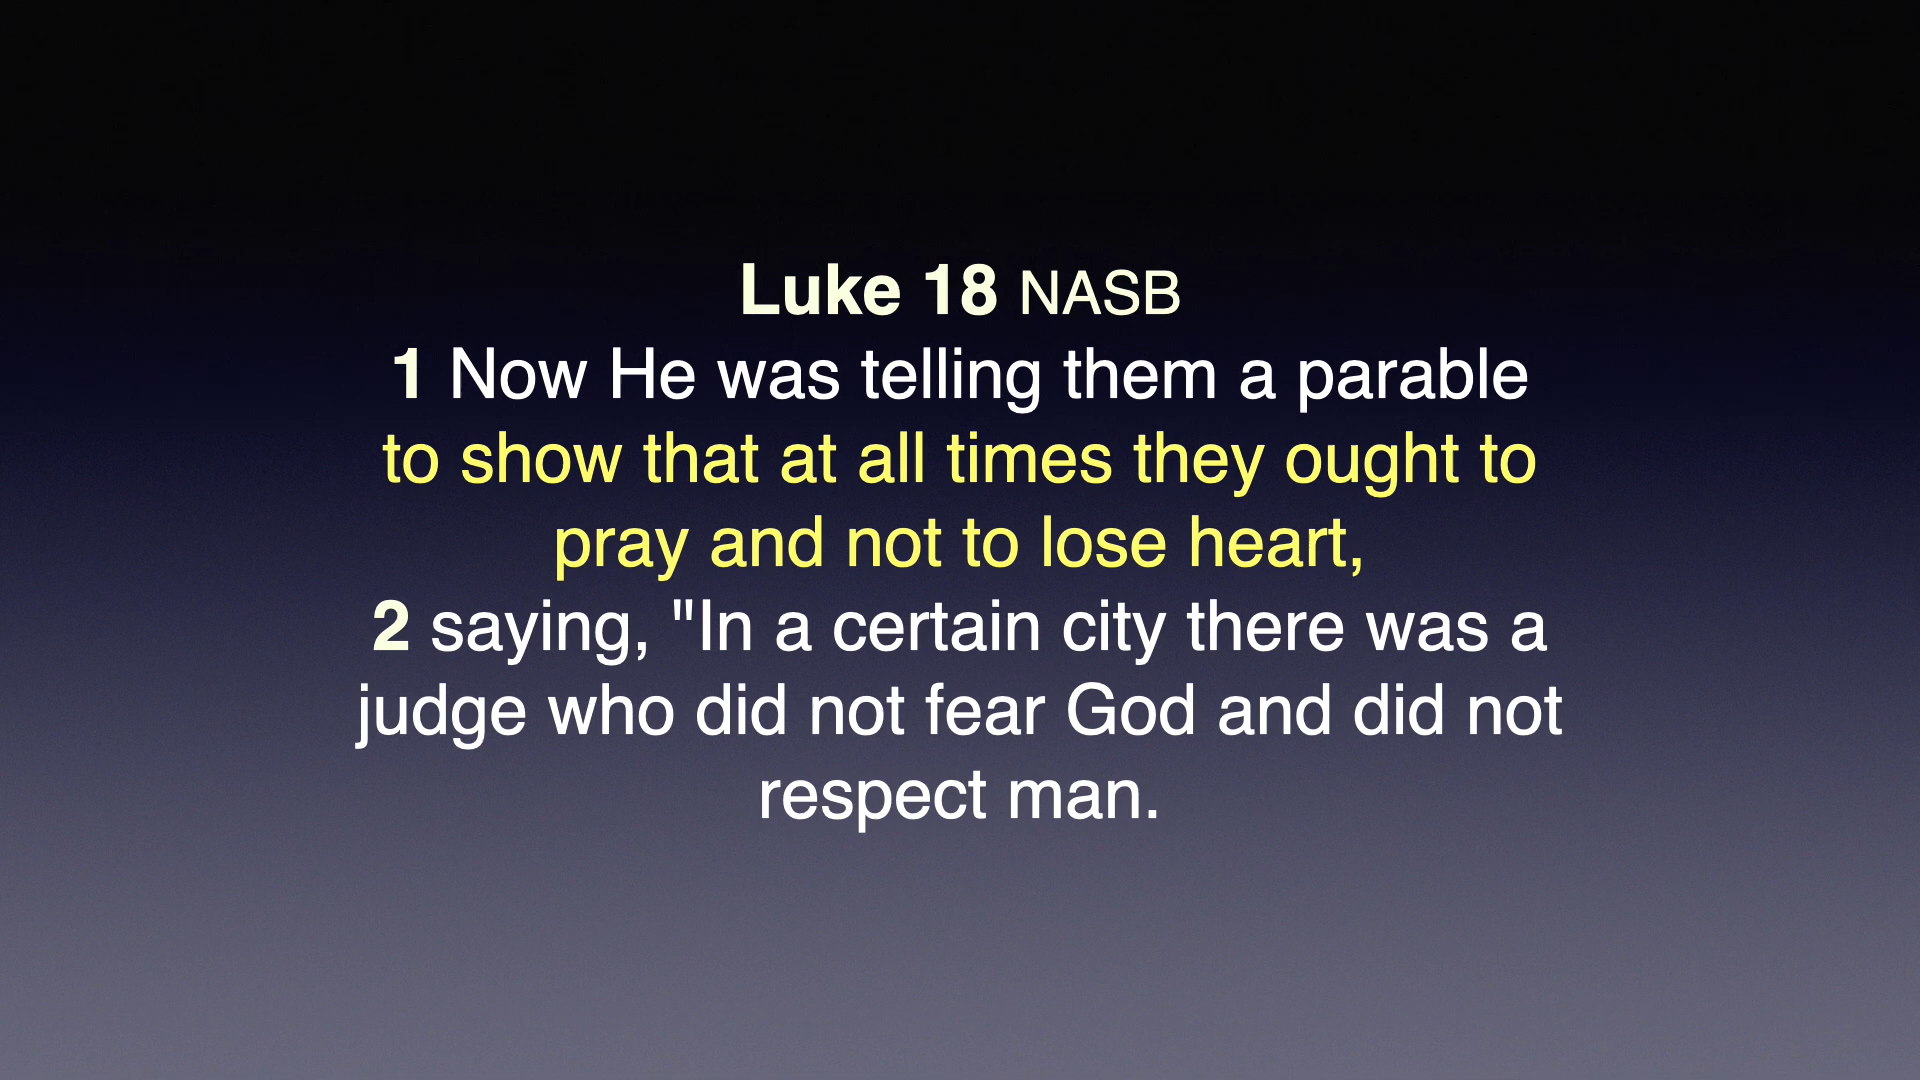 Luke 18 NASB
1 Now He was telling them a parable
to show that at all times they ought to
pray and not to lose heart,
2 saying, "In a certain city there was a
judge who did not fear God and did not
respect man.